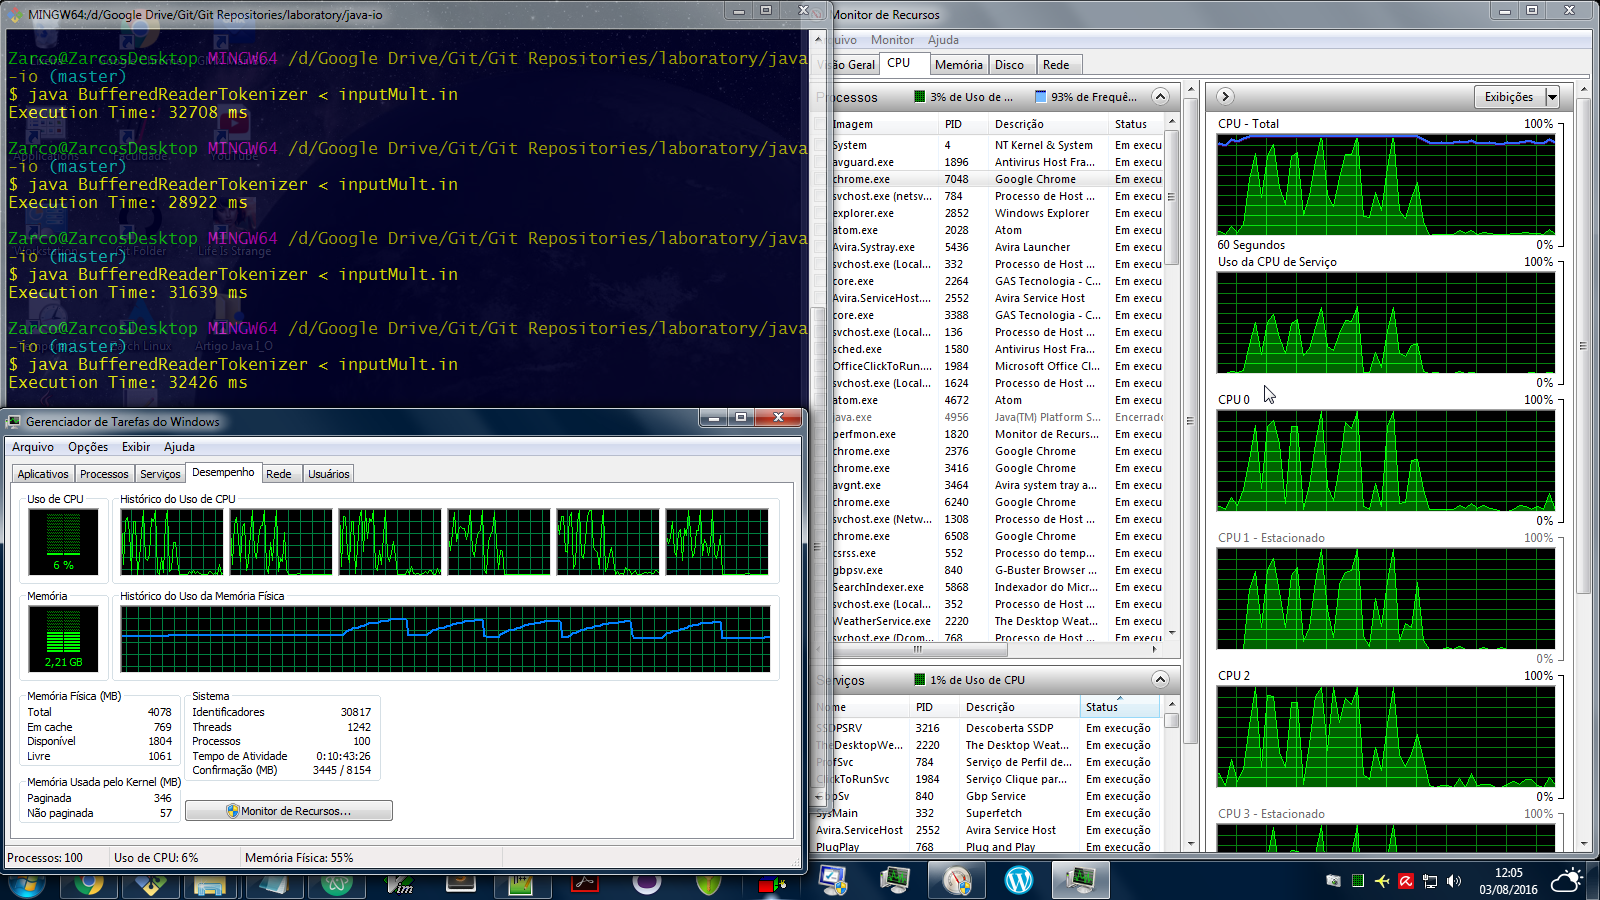 MINGW64:/d/Google Drive/Git/Git Repositories/laboratory/java-io
Zarco@ZarcosDesktop MINGW64 /d/Google Drive/Git/Git Repositories/laboratory/java
-io (master)
$ java BufferedReaderTokenizer < inputMult.in
Execution Time: 32708 ms
Zarco@ZarcosDesktop MINGW64 /d/Google Drive/Git/Git Repositories/laboratory/java
-io (master)
$ java BufferedReaderTokenizer < inputMult.in
Execution Time: 28922 ms
Zarco@ZarcosDesktop MINGW64 /d/Google Drive/Git/Git Repositories/laboratory/java
-io (master)
$ java BufferedReaderTokenizer < inputMult.in
Execution Time: 31639 ms
Zarco@ZarcosDesktop MINGW64 /d/Google Drive/Git/Git Repositories/laboratory/java
-io (master)
$ java BufferedReaderTokenizer < inputMult.in
Execution Time: 32426 ms
Gerenciador de Tarefas do Windows
Arquivo Opções Exibir Ajuda
Aplicativos Processos Serviços Desempenho Rede Usuários
Uso de CPU Histórico do Uso de CPU
6 %
Memória Histórico do Uso da Memória Física
2,21 GB
Memória Física (MB)
Total 4078
Em cache 769
Disponível 1804
Livre 1061
Memória Usada pelo Kernel (MB)
Paginada 346
Não paginada 57
Sistema
Identificadores 30817
Threads 1242
Processos 100
Tempo de Atividade 0:10:43:26
Confirmação (MB) 3445 / 8154
Monitor de Recursos...
Processos: 100 Uso de CPU: 6% Memória Física: 55%
Monitor de Recursos
uivo Monitor Ajuda
isão Geral CPU Memória Disco Rede
Processos 3% de Uso de ... 93% de Frequê...
Imagem PID Descrição Status
System 4 NT Kernel & System Em execu
avguard.exe 1896 Antivirus Host Fra... Em execu
chrome.exe 7048 Google Chrome Em execu
svchost.exe (netsv... 784 Processo de Host ... Em execu
explorer.exe 2852 Windows Explorer Em execu
atom.exe 2028 Atom Em execu
Avira.Systray.exe 5436 Avira Launcher Em execu
svchost.exe (Local... 332 Processo de Host ... Em execu
core.exe 2264 GAS Tecnologia - C... Em execu
Avira.ServiceHost.... 2552 Avira Service Host Em execu
core.exe 3388 GAS Tecnologia - C... Em execu
svchost.exe (Local... 136 Processo de Host ... Em execu
sched.exe 1580 Antivirus Host Fra... Em execu
OfficeClickToRun.... 1984 Microsoft Office Cl... Em execu
svchost.exe (Local... 1624 Processo de Host ... Em execu
atom.exe 4672 Atom Em execu
java.exe 4956 Java(TM) Platform S... Encerrado
perfmon.exe 1820 Monitor de Recurs... Em execu
chrome.exe 2376 Google Chrome Em execu
chrome.exe 3416 Google Chrome Em execu
avgnt.exe 3464 Avira system tray a... Em execu
chrome.exe 6240 Google Chrome Em execu
svchost.exe (Netw... 1308 Processo de Host ... Em execu
chrome.exe 6508 Google Chrome Em execu
csrss.exe 552 Processo do temp... Em execu
gbpsv.exe 840 G-Buster Browser ... Em execu
SearchIndexer.exe 5868 Indexador do Micr... Em execu
svchost.exe (Local... 352 Processo de Host ... Em execu
WeatherService.exe 2220 The Desktop Weat... Em execu
svchost.exe (Dcom... 768 Processo de Host ... Em execu
Serviços 1% de Uso de CPU
Nome PID Descrição Status
SSDPSRV 3216 Descoberta SSDP Em execução
TheDesktopWe... 2220 The Desktop Weat... Em execução
ProfSvc 784 Serviço de Perfil de... Em execução
ClickToRunSvc 1984 Serviço Clique par... Em execução
GbpSv 840 Gbp Service Em execução
SysMain 332 Superfetch Em execução
Avira.ServiceHost 2552 Avira Service Host Em execução
PlugPlay 768 Plug and Play Em execução
Exibições
CPU - Total 100%
60 Segundos 0%
Uso da CPU de Serviço 100%
0%
CPU 0 100%
0%
CPU 1 - Estacionado 100%
0%
CPU 2 100%
0%
CPU 3 - Estacionado 100%
12:05
03/08/2016